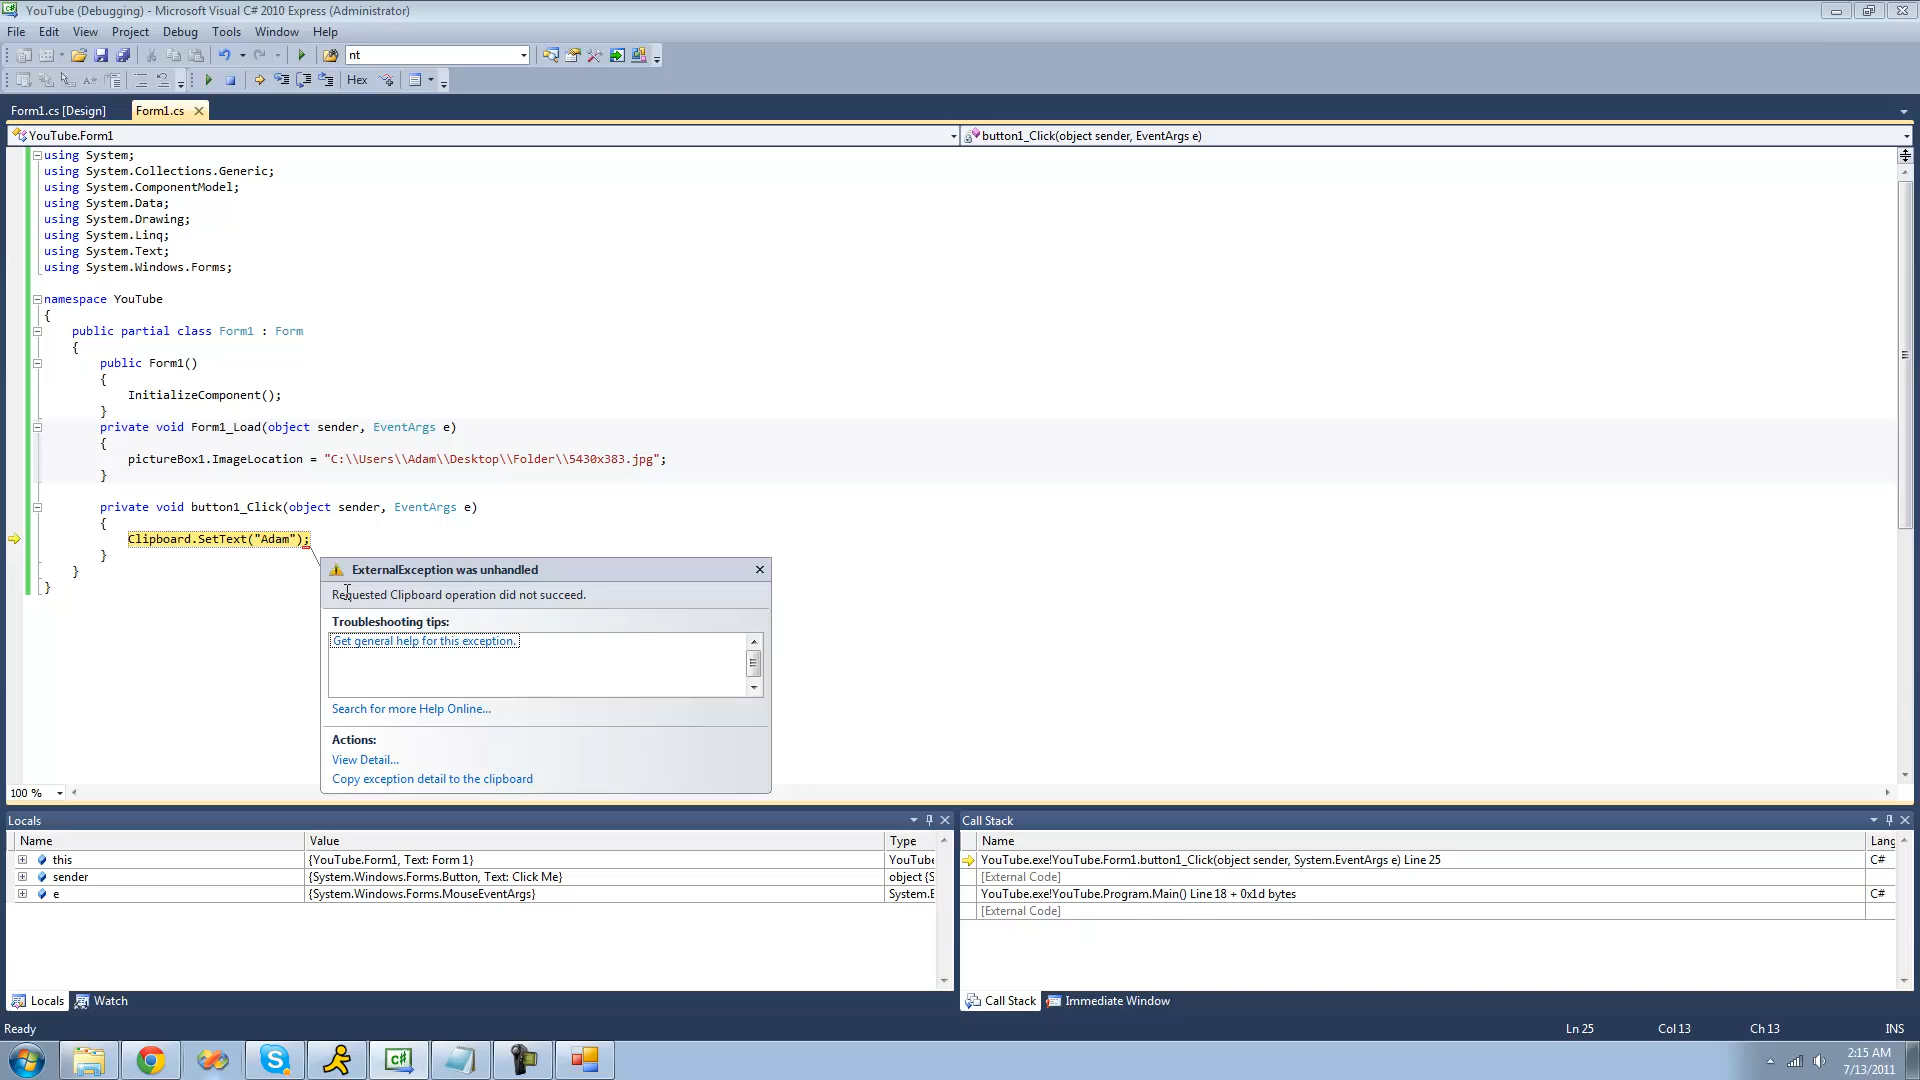 YouTube (Debugging) - Microsoft Visual C# 2010 Express (Administrator)
File Edit View Project Debug Tools Window Help
nt
Hex
Form1.cs [Design] Form1.cs
YouTube.Form1 button1_Click(object sender, EventArgs e)
using System;
using System.Collections.Generic;
using System.ComponentModel;
using System.Data;
using System.Drawing;
using System.Linq;
using System.Text;
using System.Windows.Forms;
namespace YouTube
{
public partial class Form1 : Form
{
public Form1()
{
InitializeComponent();
}
private void Form1_Load(object sender, EventArgs e)
{
pictureBox1.ImageLocation = "C:\\Users\\Adam\\Desktop\\Folder\\5430x383.jpg";
}
private void button1_Click(object sender, EventArgs e)
{
Clipboard.SetText("Adam");
}
}
}
ExternalException was unhandled
Requested Clipboard operation did not succeed.
Troubleshooting tips:
Get general help for this exception.
Search for more Help Online...
Actions:
View Detail...
Copy exception detail to the clipboard
100 %
Locals
Name Value Type
this {YouTube.Form1, Text: Form1} YouTube
sender {System.Windows.Forms.Button, Text: Click Me} object {S
e {System.Windows.Forms.MouseEventArgs} System.E
Locals Watch
Call Stack
Name Lang
YouTube.exe!YouTube.Form1.button1_Click(object sender, System.EventArgs e) Line 25 C#
[External Code]
YouTube.exe!YouTube.Program.Main() Line 18 + 0x1d bytes C#
[External Code]
Call Stack Immediate Window
Ready Ln 25 Col 13 Ch 13 INS
2:15 AM
7/13/2011